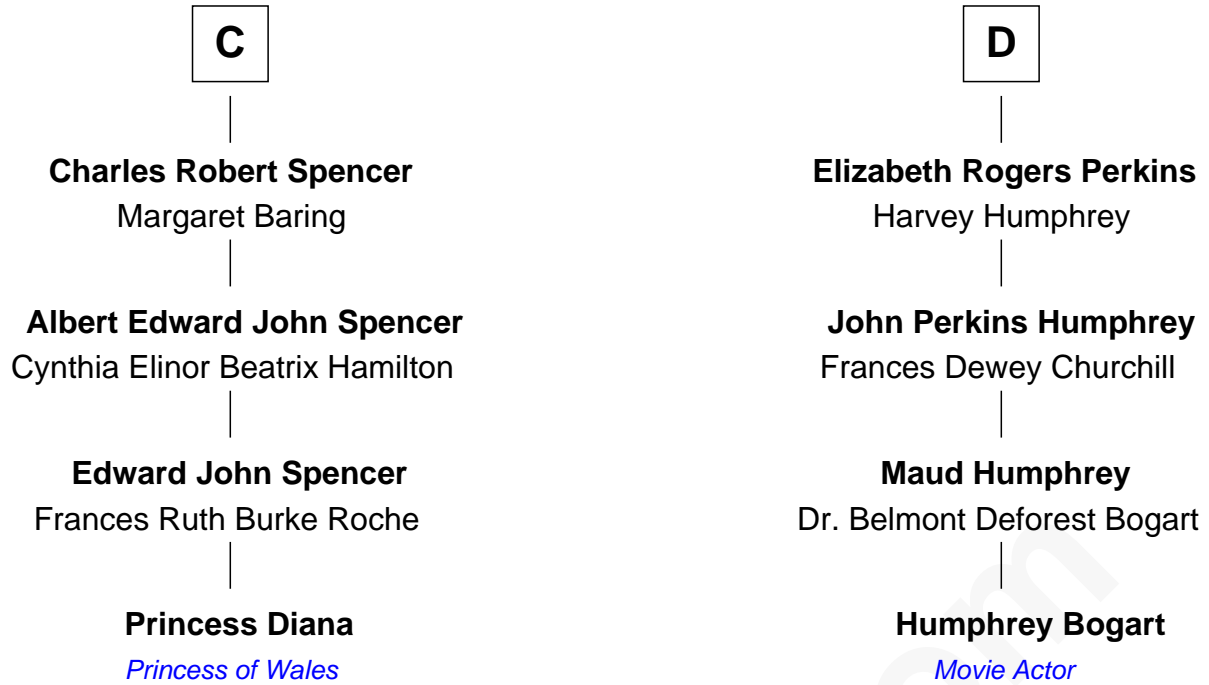 C
Charles Robert Spencer
Margaret Baring
Albert Edward John Spencer
Cynthia Elinor Beatrix Hamilton
Edward John Spencer
Frances Ruth Burke Roche
Princess Diana
Princess of Wales
D
Elizabeth Rogers Perkins
Harvey Humphrey
John Perkins Humphrey
Frances Dewey Churchill
Maud Humphrey
Dr. Belmont Deforest Bogart
Humphrey Bogart
Movie Actor